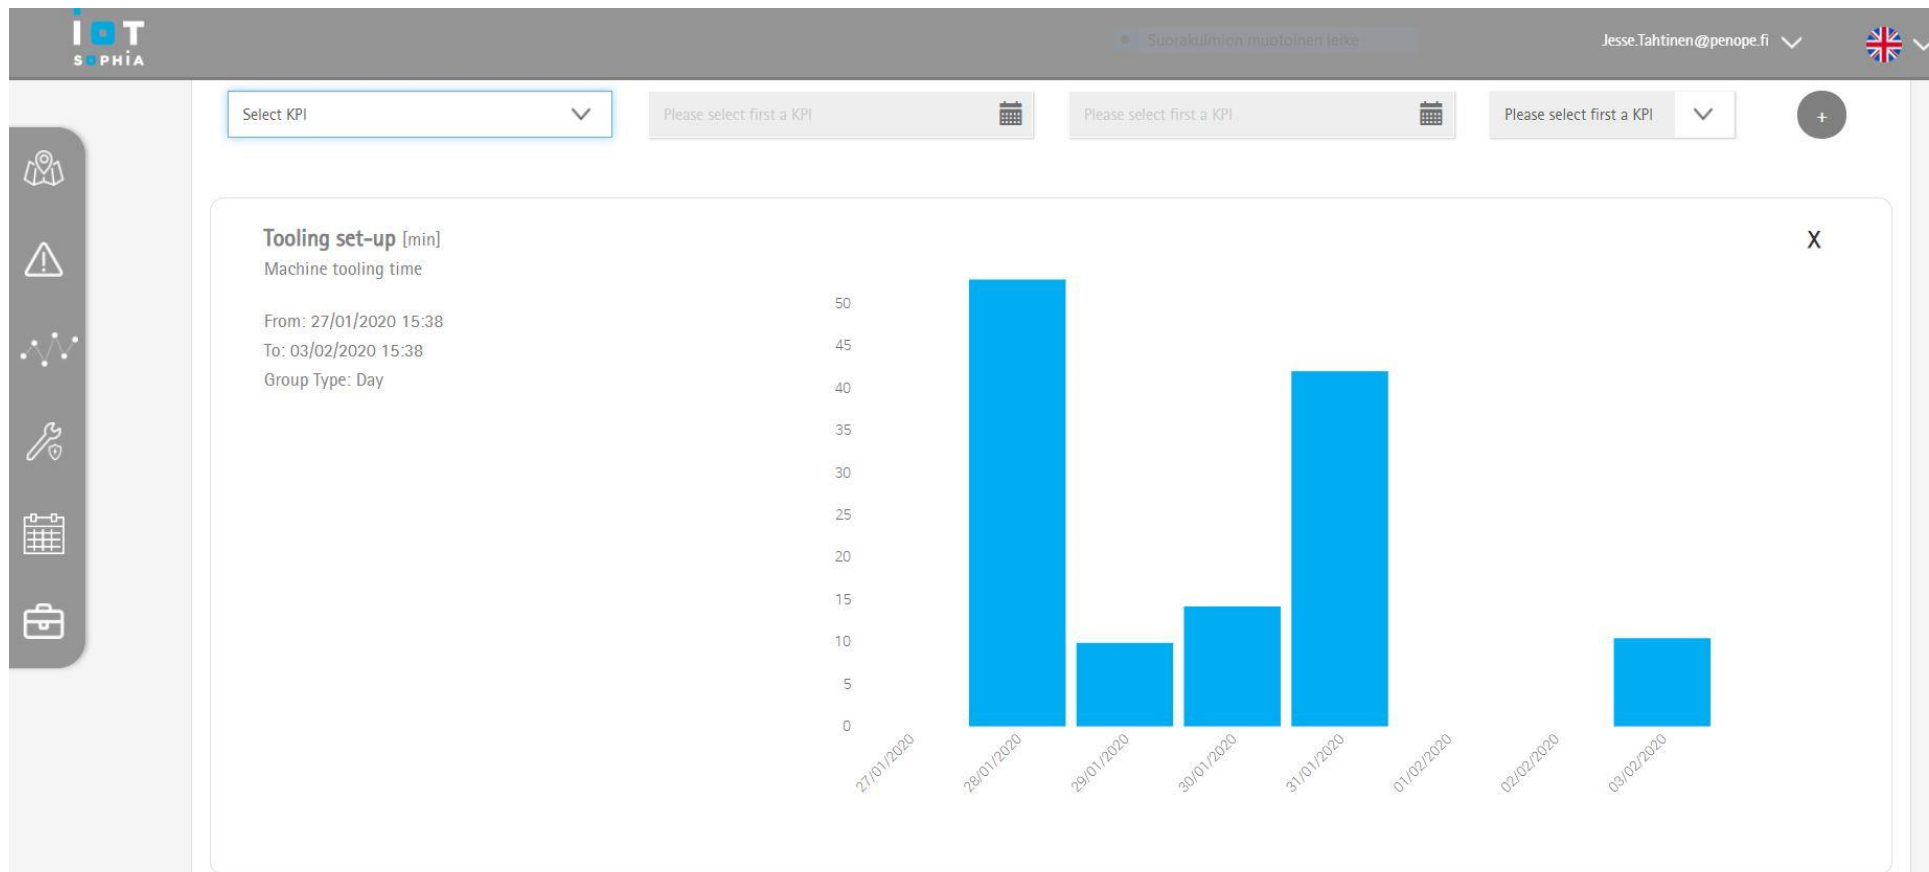 iOT
SOPHiA
Suorakulmion muotoinen leike
Jesse.Tahtinen@penope.fi
Select KPI
Please select first a KPI
Please select first a KPI
Please select first a KPI
+
Tooling set-up [min]
X
Machine tooling time
From: 27/01/2020 15:38
To: 03/02/2020 15:38
Group Type: Day
50
45
40
35
30
25
20
15
10
5
0
27/01/2020
28/01/2020
29/01/2020
30/01/2020
31/01/2020
01/02/2020
02/02/2020
03/02/2020